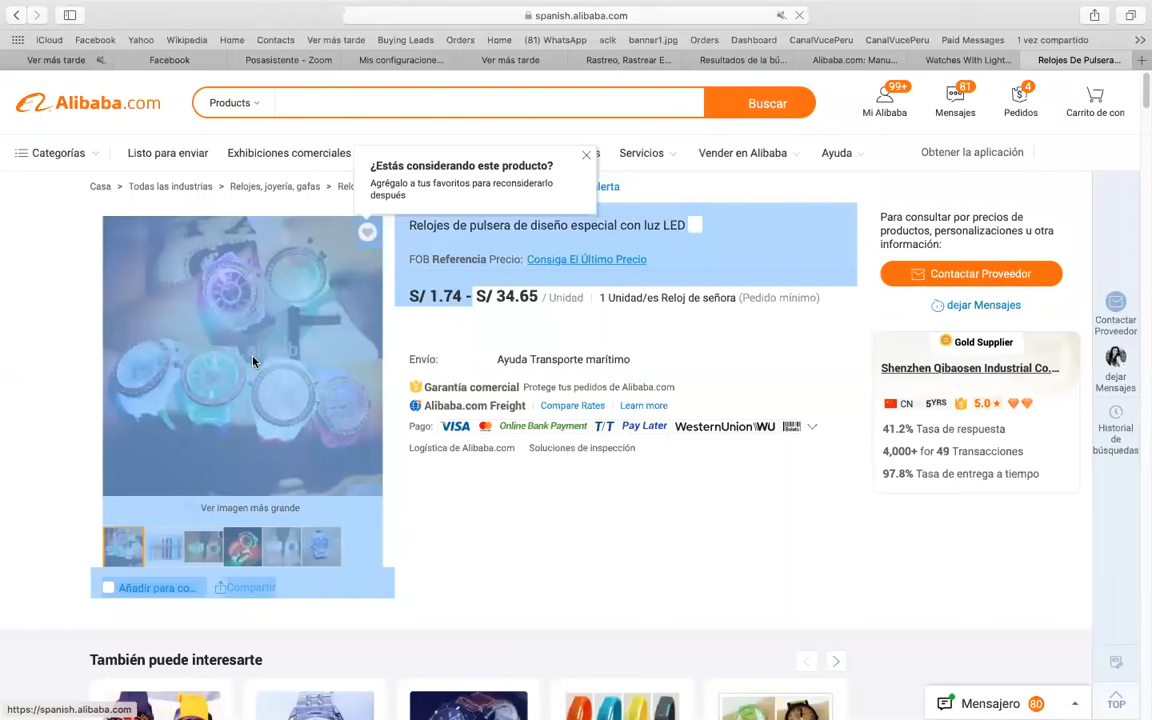 spanish.alibaba.com
iCloud Facebook Yahoo Wikipedia Home Contacts Ver más tarde Buying Leads Orders Home (81) WhatsApp aclk banner1.jpg Orders Dashboard CanalVucePeru CanalVucePeru Paid Messages 1 vez compartido
Ver más tarde Facebook Posasistente - Zoom Mis configuracione... Ver más tarde Rastreo, Rastrear E... Resultados de la bú... Alibaba.com: Manu... Watches With Light... Relojes De Pulsera...
Alibaba.com Products Buscar
99+ 81 4
Mi Alibaba Mensajes Pedidos Carrito de con
Categorías Listo para enviar Exhibiciones comerciales s Servicios Vender en Alibaba Ayuda Obtener la aplicación
¿Estás considerando este producto?
Agrégalo a tus favoritos para reconsiderarlo
después
Casa > Todas las industrias > Relojes, joyería, gafas > Relo lerta
Relojes de pulsera de diseño especial con luz LED
FOB Referencia Precio: Consiga El Último Precio
S/ 1.74 - S/ 34.65 / Unidad 1 Unidad/es Reloj de señora (Pedido mínimo)
Envío: Ayuda Transporte marítimo
Garantía comercial Protege tus pedidos de Alibaba.com
Alibaba.com Freight Compare Rates Learn more
Pago: VISA Online Bank Payment T/T Pay Later WesternUnion WU
Logística de Alibaba.com Soluciones de inspección
Ver imagen más grande
Añadir para co... Compartir
Para consultar por precios de
productos, personalizaciones u otra
información:
Contactar Proveedor
dejar Mensajes
Gold Supplier
Shenzhen Qibaosen Industrial Co....
CN 5YRS 5.0
41.2% Tasa de respuesta
4,000+ for 49 Transacciones
97.8% Tasa de entrega a tiempo
Contactar
Proveedor
dejar
Mensajes
Historial
de
búsquedas
También puede interesarte
https://spanish.alibaba.com
Mensajero 80
TOP